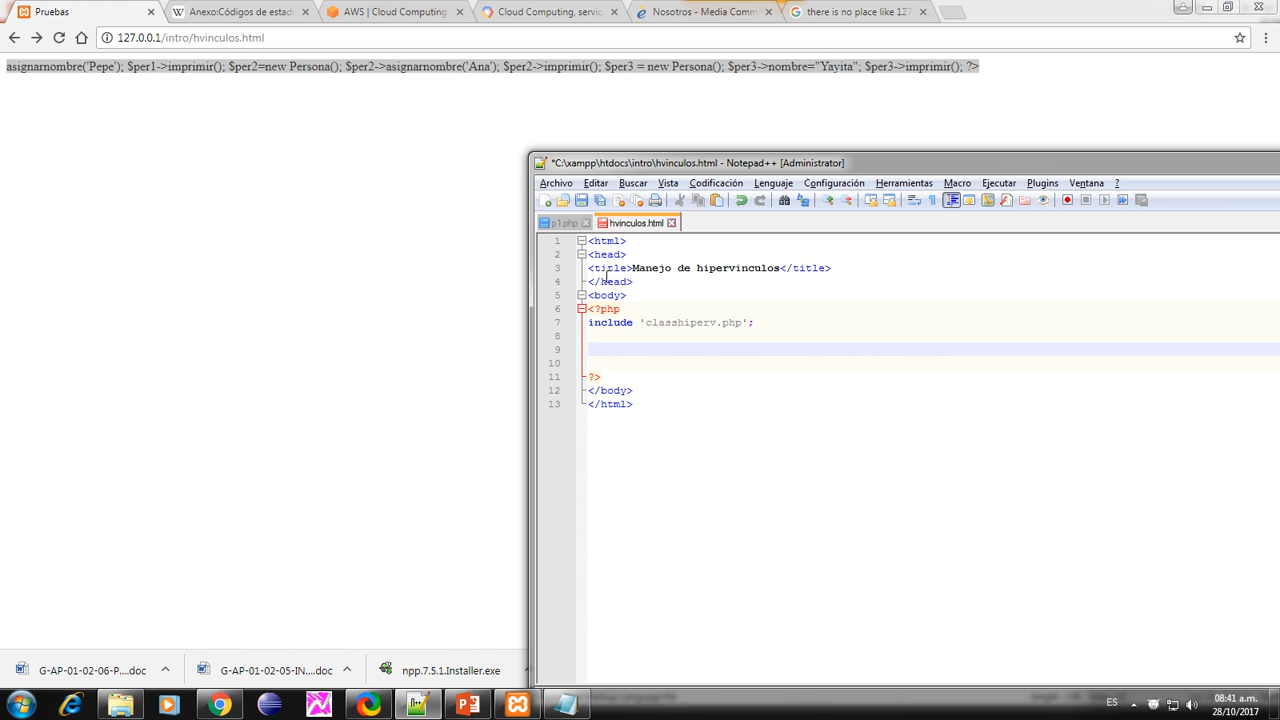 Pruebas
Anexo:Códigos de estad
AWS | Cloud Computing
Cloud Computing, servic
Nosotros - Media Comm
there is no place like 127
127.0.0.1/intro/hvinculos.html
asignarnombre('Pepe'); $per1->imprimir(); $per2=new Persona(); $per2->asignarnombre('Ana'); $per2->imprimir(); $per3 = new Persona(); $per3->nombre="Yayita"; $per3->imprimir(); ?>
*C:\xampp\htdocs\intro\hvinculos.html - Notepad++ [Administrator]
Archivo Editar Buscar Vista Codificación Lenguaje Configuración Herramientas Macro Ejecutar Plugins Ventana ?
p1.php hvinculos.html
1 <html>
2 <head>
3 <title>Manejo de hipervinculos</title>
4 </head>
5 <body>
6 <?php
7 include 'classhiperv.php';
8
9
10
11 ?>
12 </body>
13 </html>
G-AP-01-02-06-P....doc
G-AP-01-02-05-IN....doc
npp.7.5.1.Installer.exe
ES
08:41 a.m.
28/10/2017